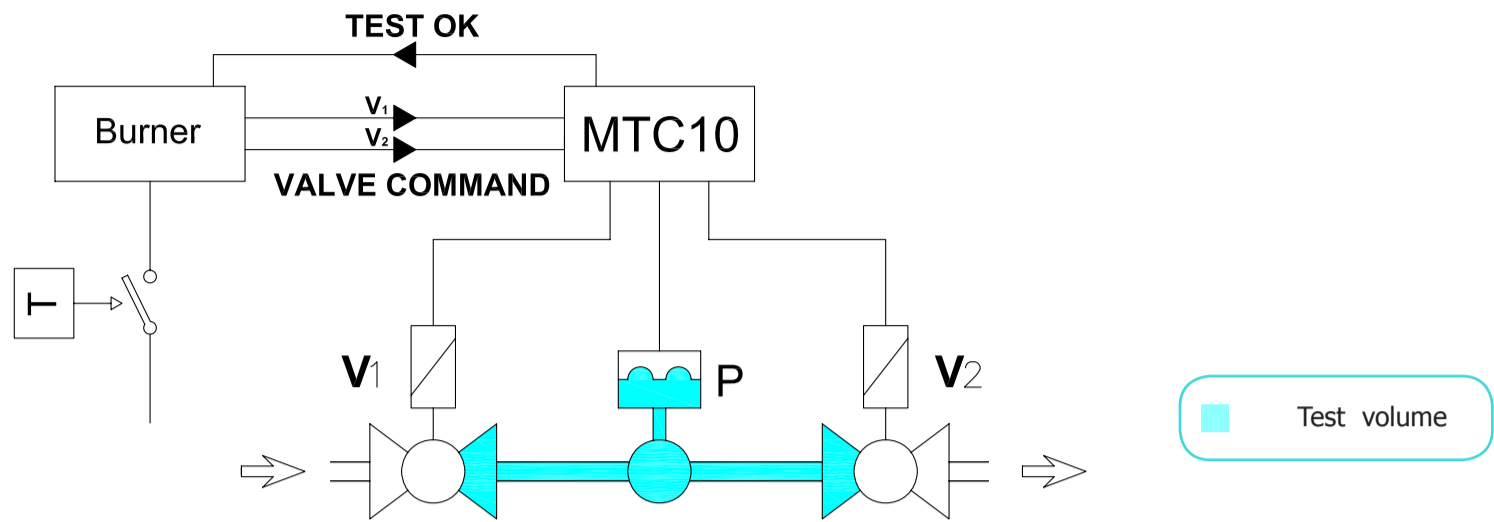 TEST OK
V1
Burner
MTC10
V2
VALVE COMMAND
T
V1
P
V2
Test volume